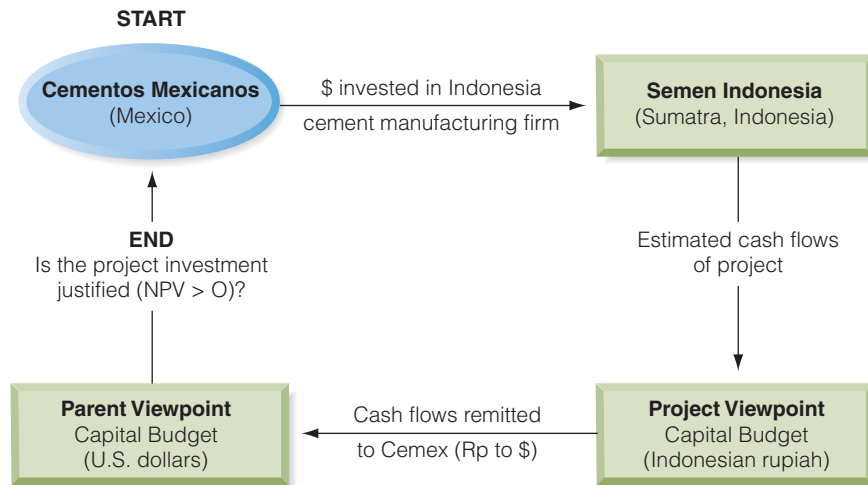 START
Cementos Mexicanos
(Mexico)
$ invested in Indonesia
cement manufacturing firm
Semen Indonesia
(Sumatra, Indonesia)
Estimated cash flows
of project
Project Viewpoint
Capital Budget
(Indonesian rupiah)
Cash flows remitted
to Cemex (Rp to $)
Parent Viewpoint
Capital Budget
(U.S. dollars)
END
Is the project investment
justified (NPV > O)?